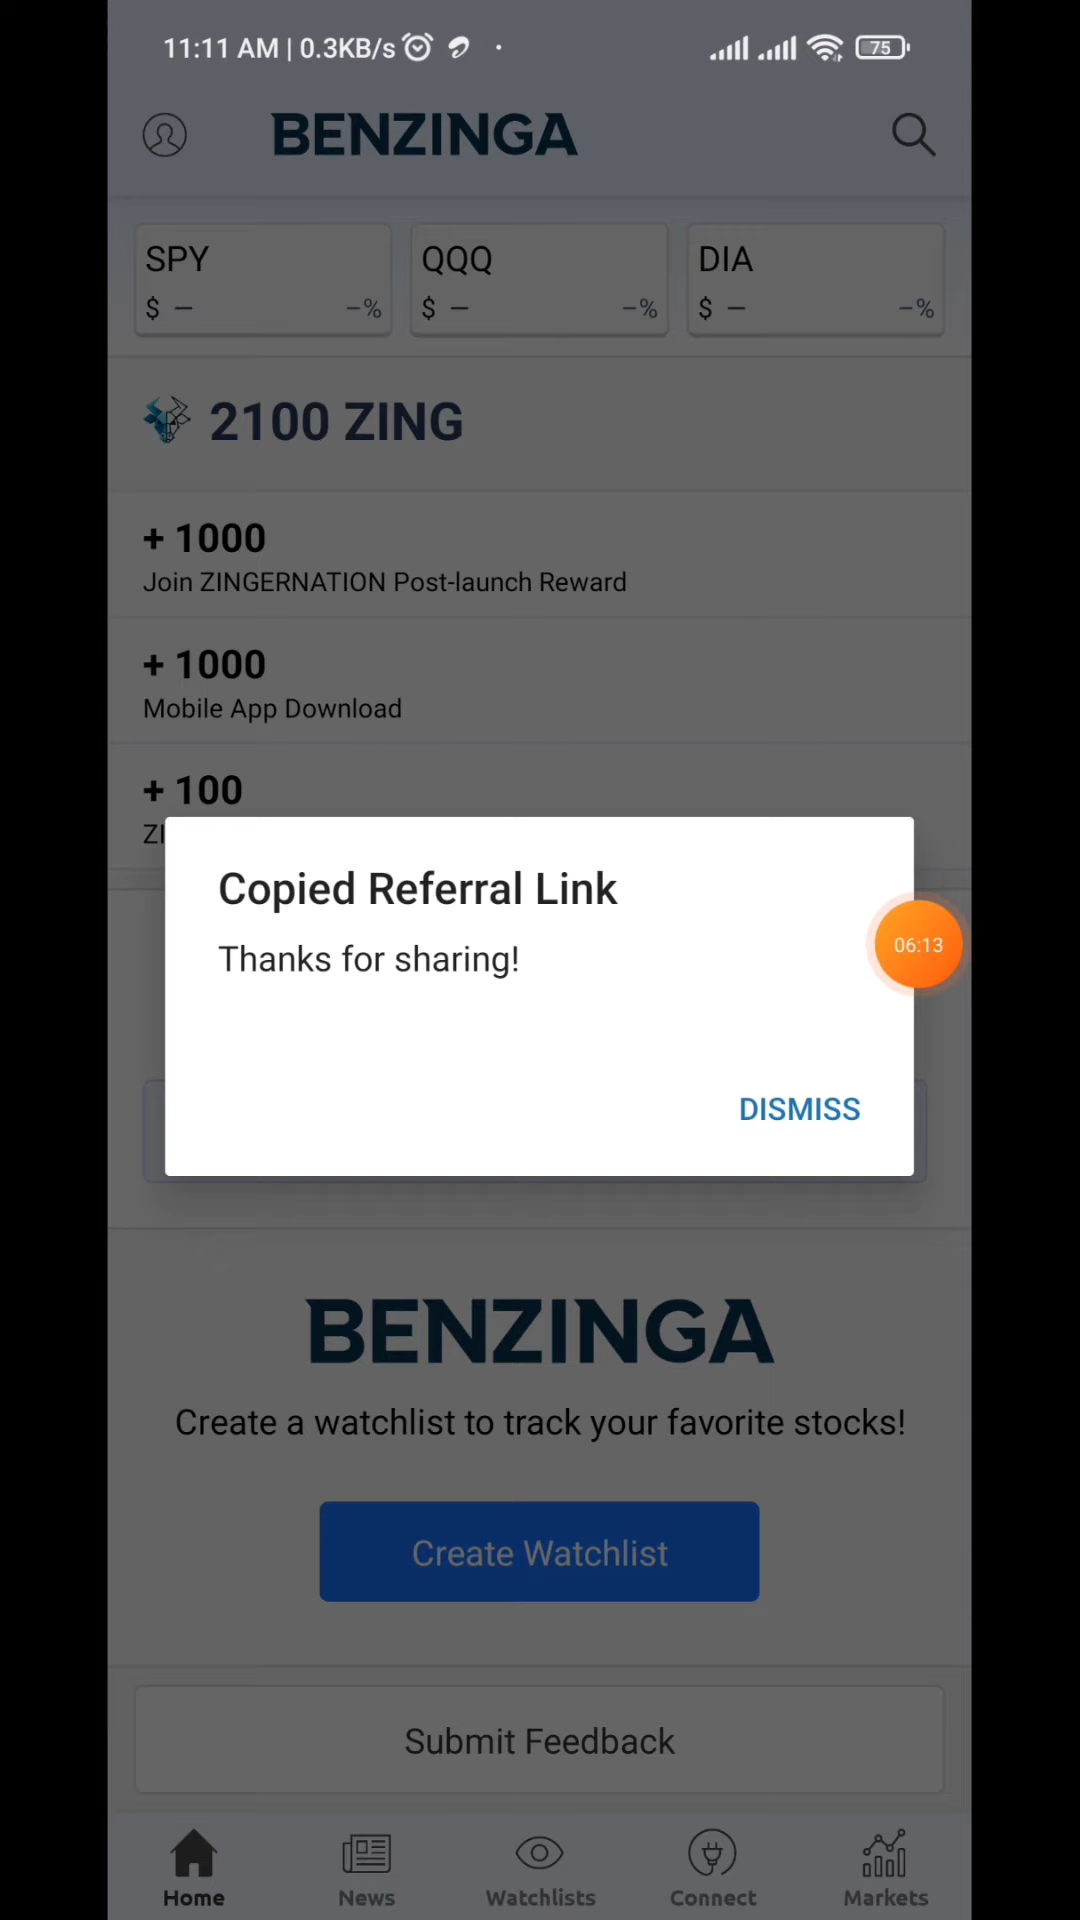 11:11 AM | 0.3KB/s
75
BENZINGA
SPY
QQQ
DIA
$ – –%
$ – –%
$ – –%
2100 ZING
+ 1000
Join ZINGERNATION Post-launch Reward
+ 1000
Mobile App Download
+ 100
Copied Referral Link
Thanks for sharing!
06:13
DISMISS
BENZINGA
Create a watchlist to track your favorite stocks!
Create Watchlist
Submit Feedback
Home
News
Watchlists
Connect
Markets